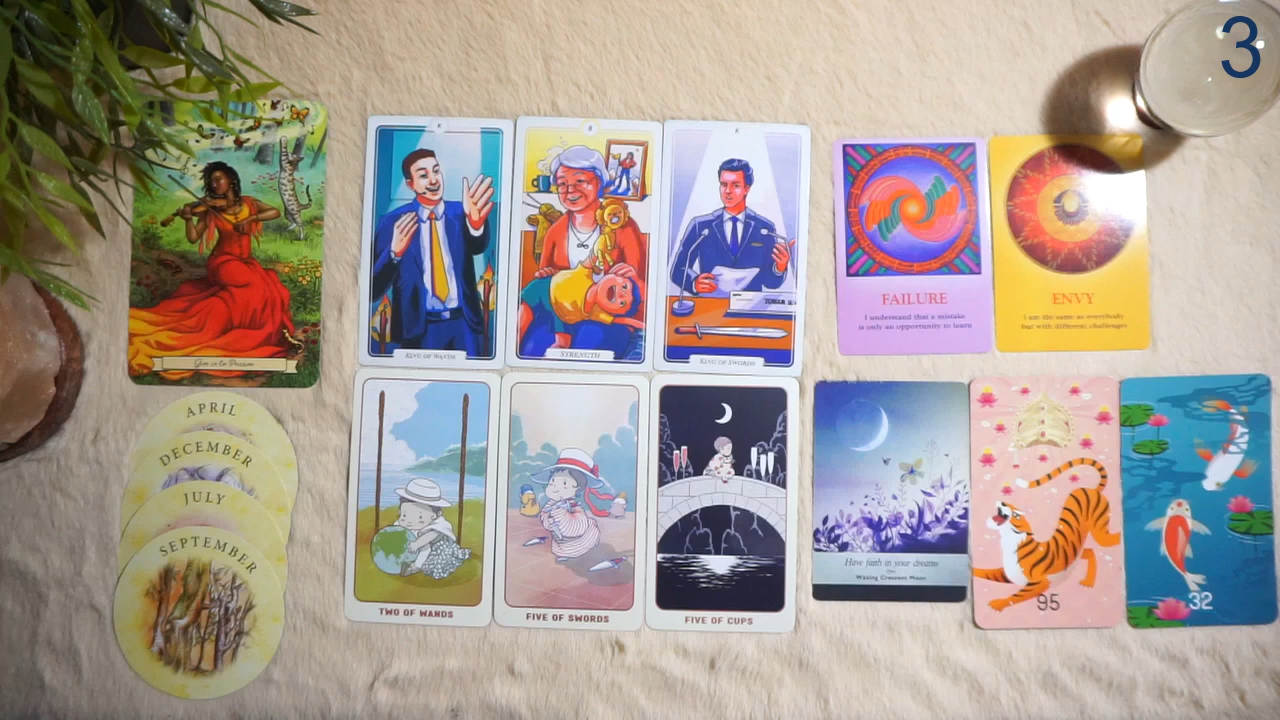 3
Give in to Passion
APRIL
DECEMBER
JULY
SEPTEMBER
K
KING OF WANDS
8
STRENGTH
K
KING OF SWORDS
FAILURE
I understand that a mistake
is only an opportunity to learn
ENVY
I am the same as everybody
but with different challenges
TWO OF WANDS
FIVE OF SWORDS
FIVE OF CUPS
Have faith in your dreams
Waxing Crescent Moon
95
32